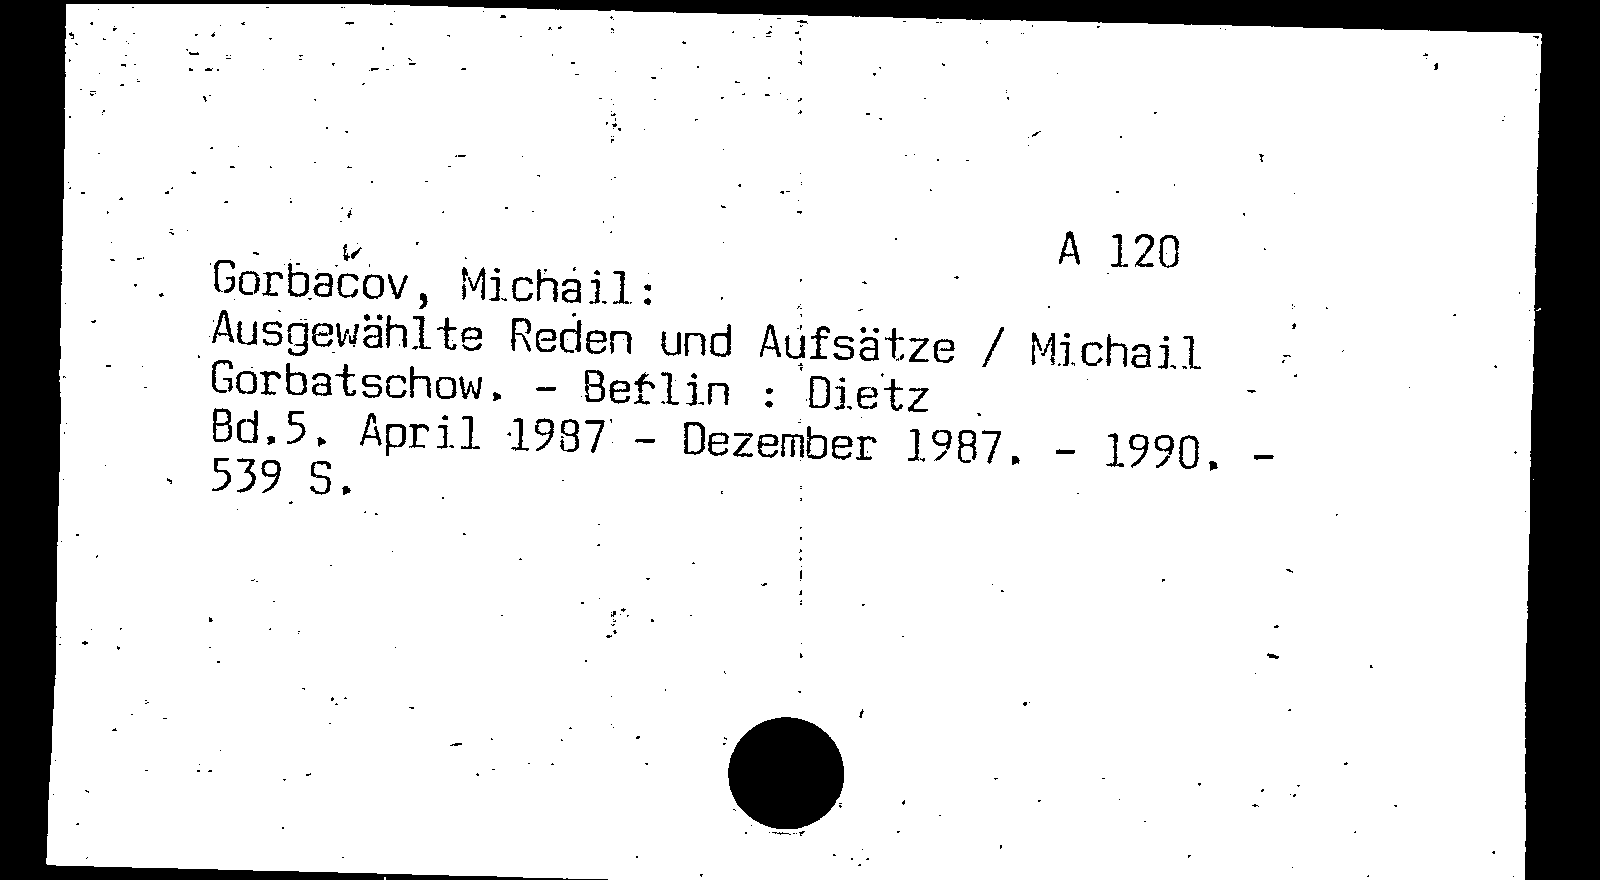 A 120
Gorbačov, Michail:
Ausgewählte Reden und Aufsätze / Michail
Gorbatschow. - Berlin : Dietz
Bd.5. April 1987 - Dezember 1987. - 1990. -
539 S.